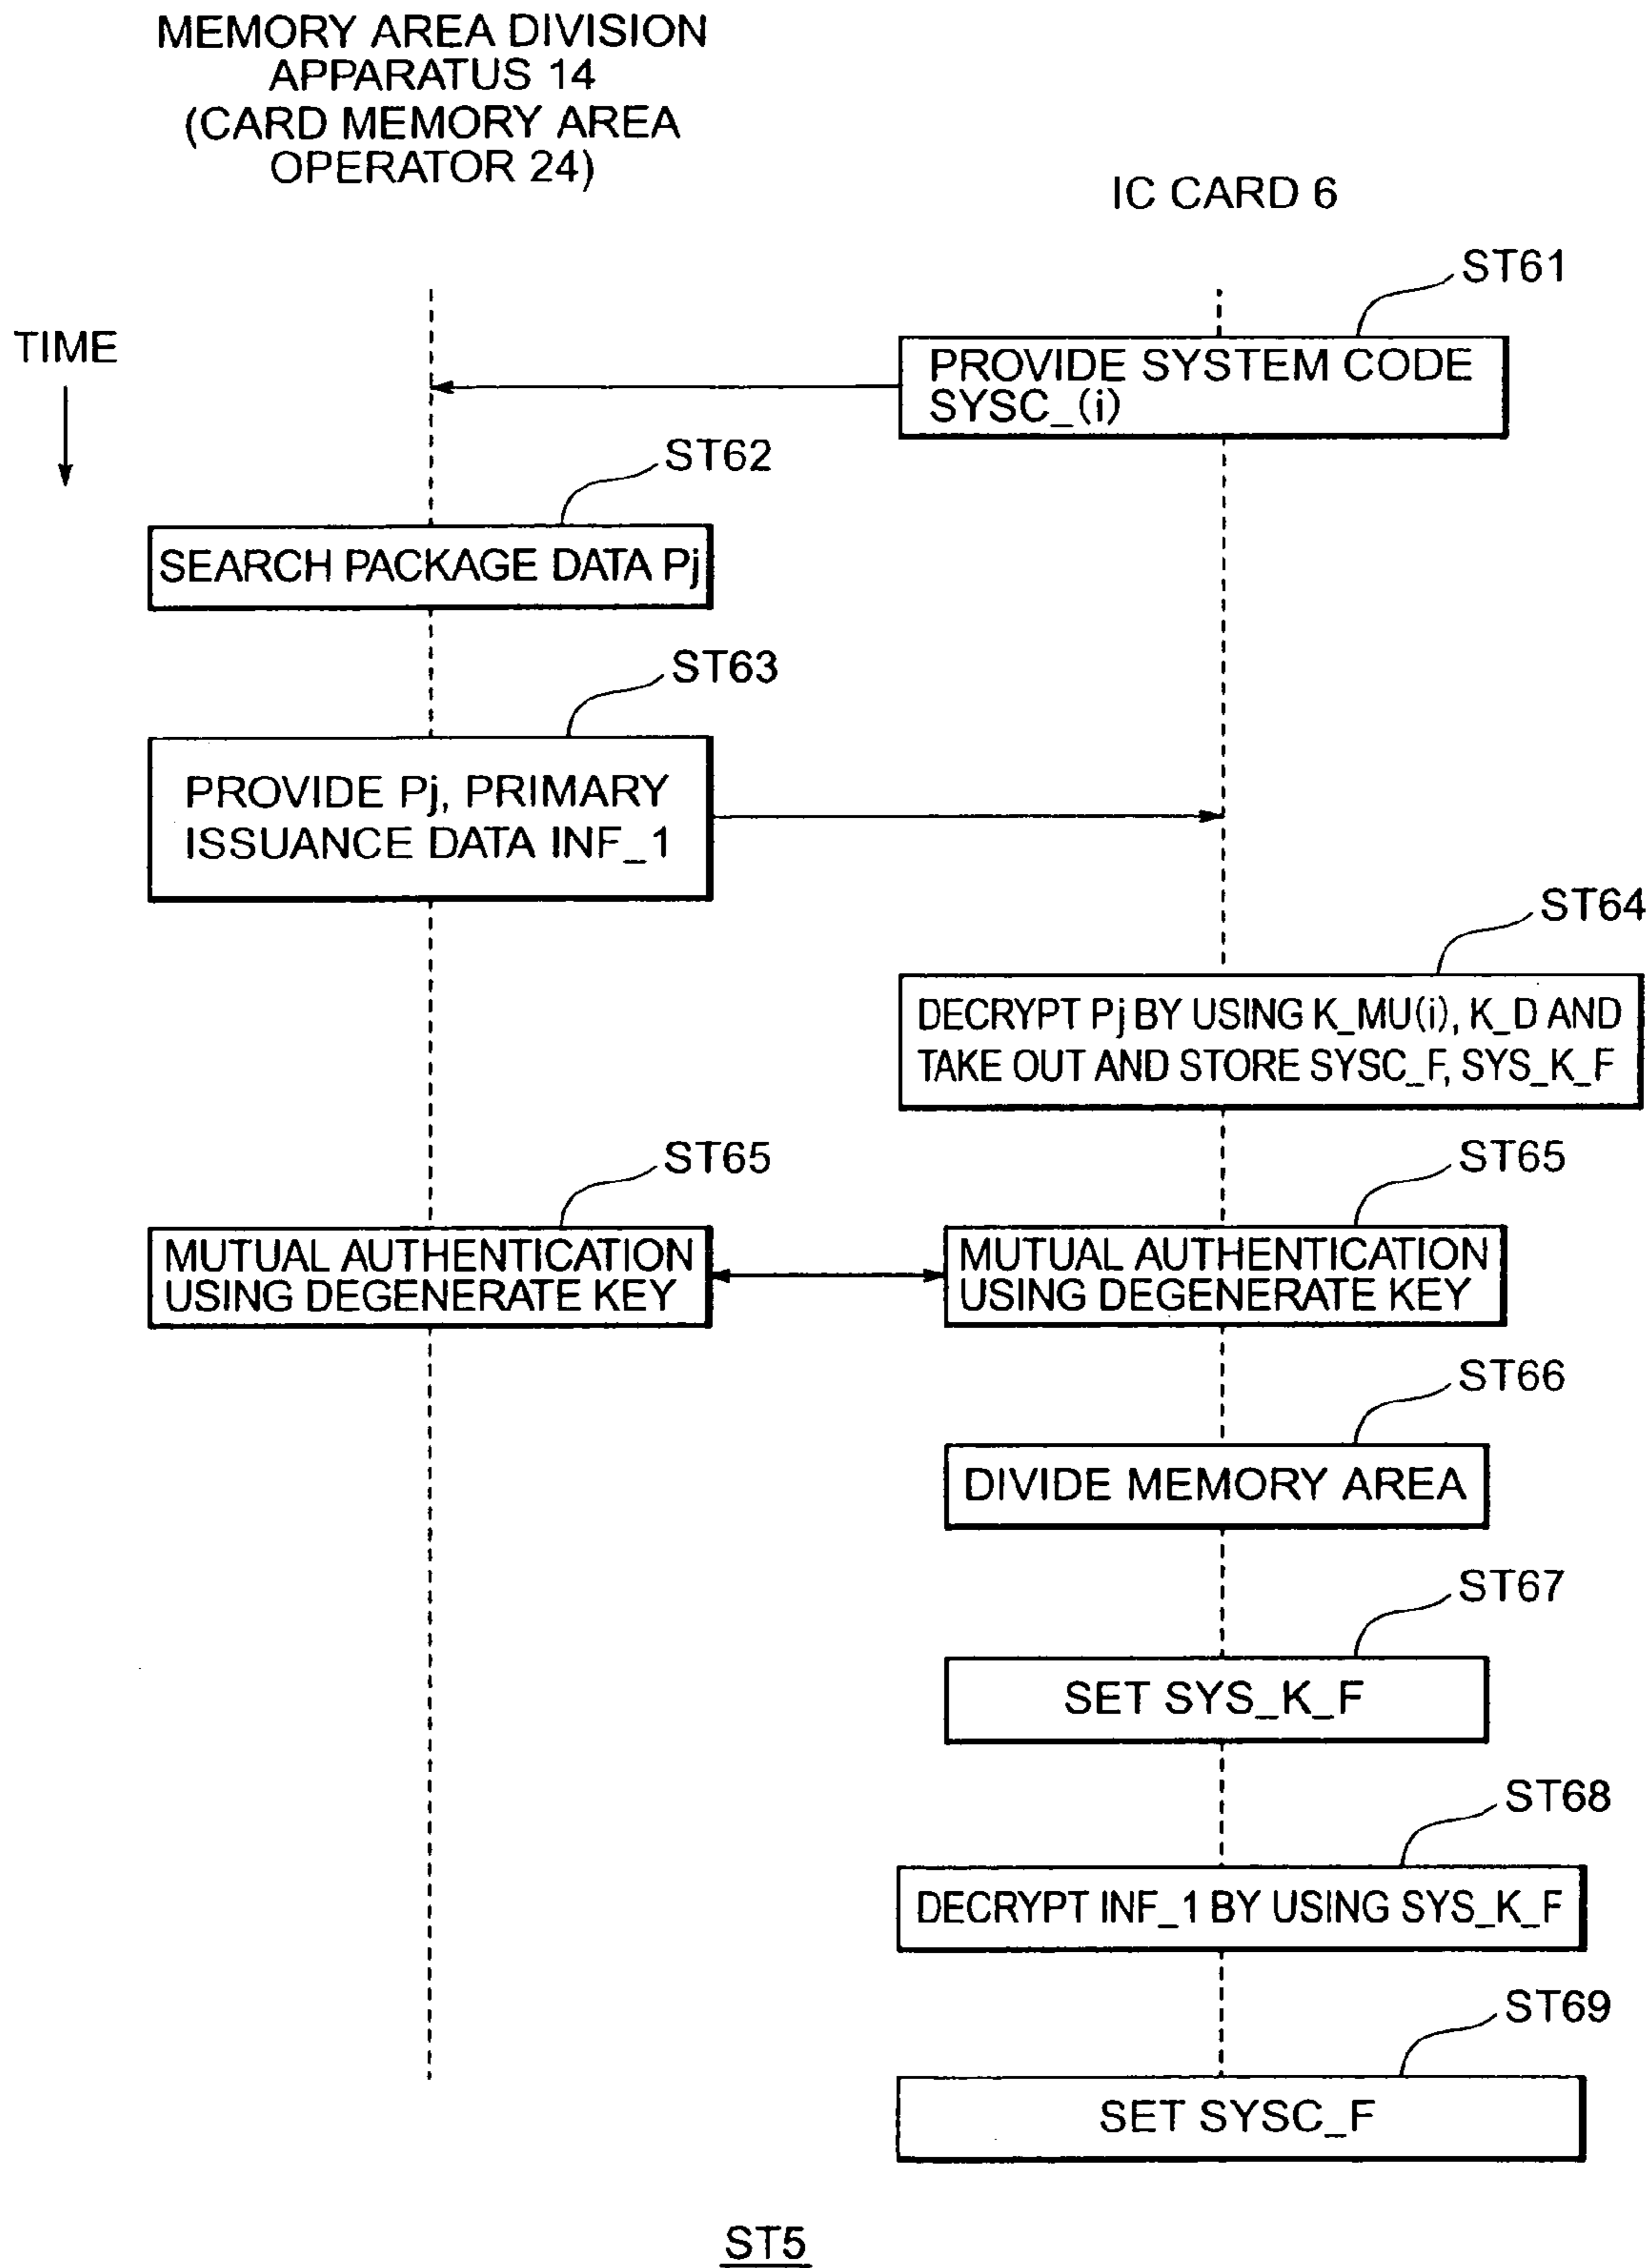 MEMORY AREA DIVISION
APPARATUS 14
(CARD MEMORY AREA
OPERATOR 24)
IC CARD 6
TIME
ST61
PROVIDE SYSTEM CODE
SYSC_(i)
ST62
SEARCH PACKAGE DATA Pj
ST63
PROVIDE Pj, PRIMARY
ISSUANCE DATA INF_1
ST64
DECRYPT Pj BY USING K_MU(i), K_D AND
TAKE OUT AND STORE SYSC_F, SYS_K_F
ST65
MUTUAL AUTHENTICATION
USING DEGENERATE KEY
ST65
MUTUAL AUTHENTICATION
USING DEGENERATE KEY
ST66
DIVIDE MEMORY AREA
ST67
SET SYS_K_F
ST68
DECRYPT INF_1 BY USING SYS_K_F
ST69
SET SYSC_F
ST5